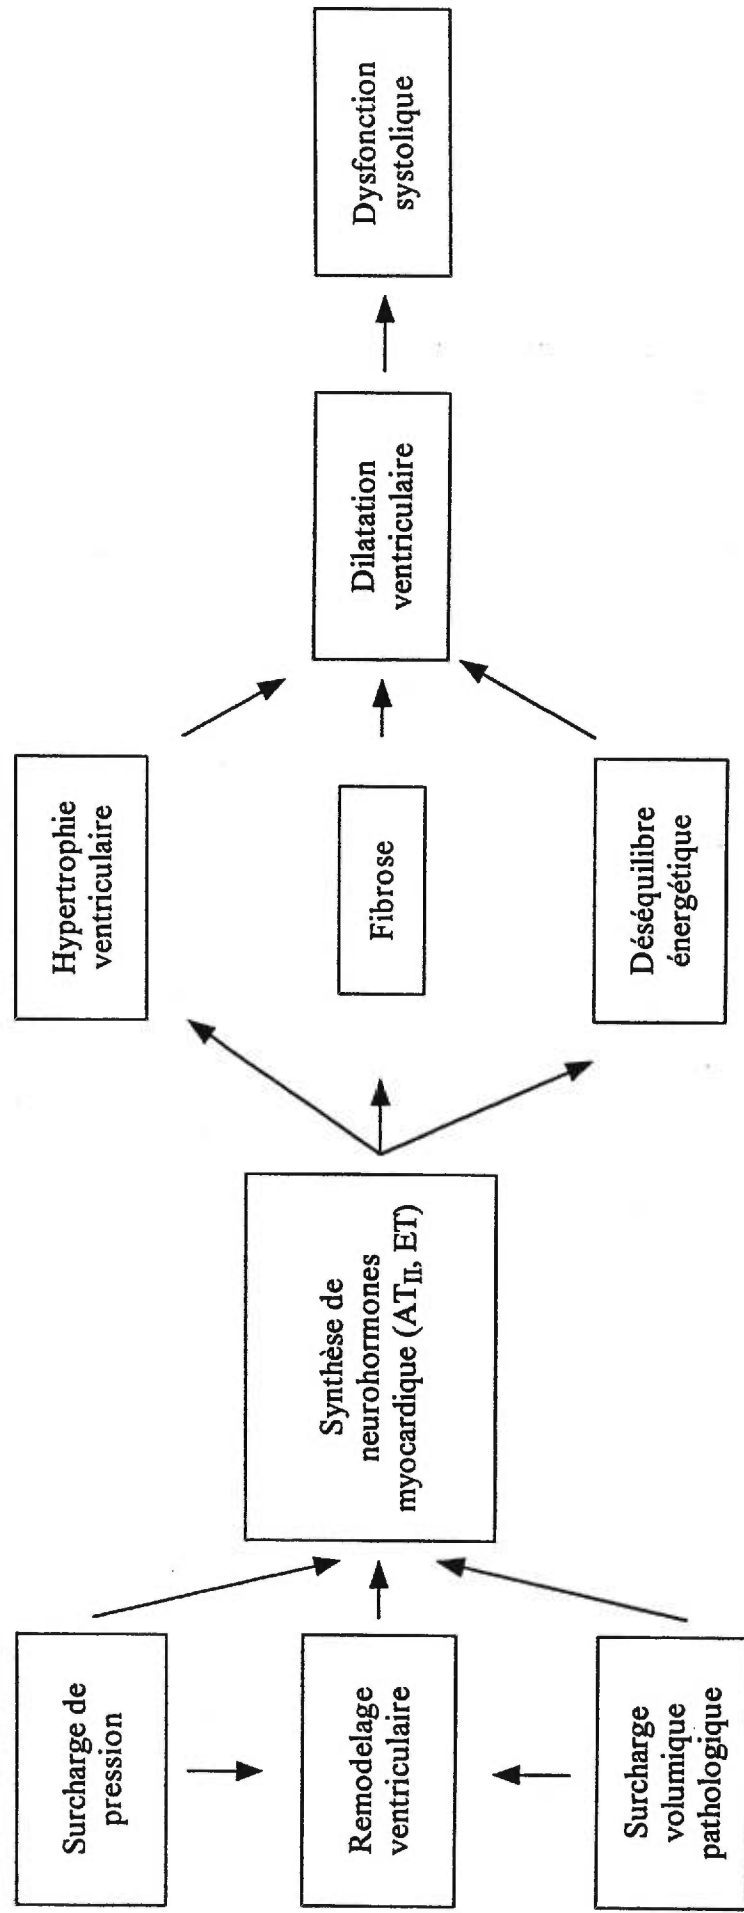 Surcharge de
pression
Remodelage
ventriculaire
Surcharge
volumique
pathologique
Synthèse de
neurohormones
myocardique (ATII, ET)
Hypertrophie
ventriculaire
Fibrose
Déséquilibre
énergétique
Dilatation
ventriculaire
Dysfonction
systolique